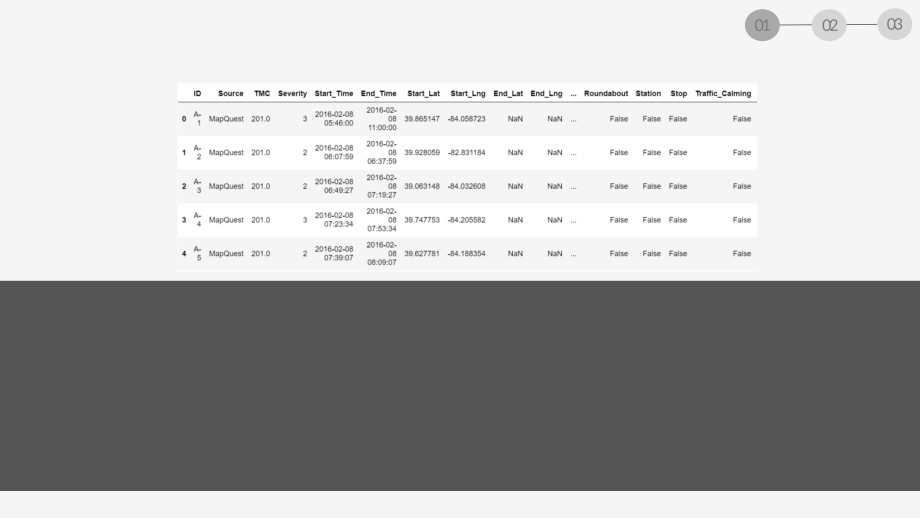 01 02 03
ID Source TMC Severity Start_Time End_Time Start_Lat Start_Lng End_Lat End_Lng ... Roundabout Station Stop Traffic_Calming
0 A-1 MapQuest 201.0 3 2016-02-08 05:46:00 2016-02-08 11:00:00 39.865147 -84.058723 NaN NaN ... False False False False
1 A-2 MapQuest 201.0 2 2016-02-08 06:07:59 2016-02-08 06:37:59 39.928059 -82.831184 NaN NaN ... False False False False
2 A-3 MapQuest 201.0 2 2016-02-08 06:49:27 2016-02-08 07:19:27 39.063148 -84.032608 NaN NaN ... False False False False
3 A-4 MapQuest 201.0 3 2016-02-08 07:23:34 2016-02-08 07:53:34 39.747753 -84.205582 NaN NaN ... False False False False
4 A-5 MapQuest 201.0 2 2016-02-08 07:39:07 2016-02-08 08:09:07 39.627781 -84.188354 NaN NaN ... False False False False